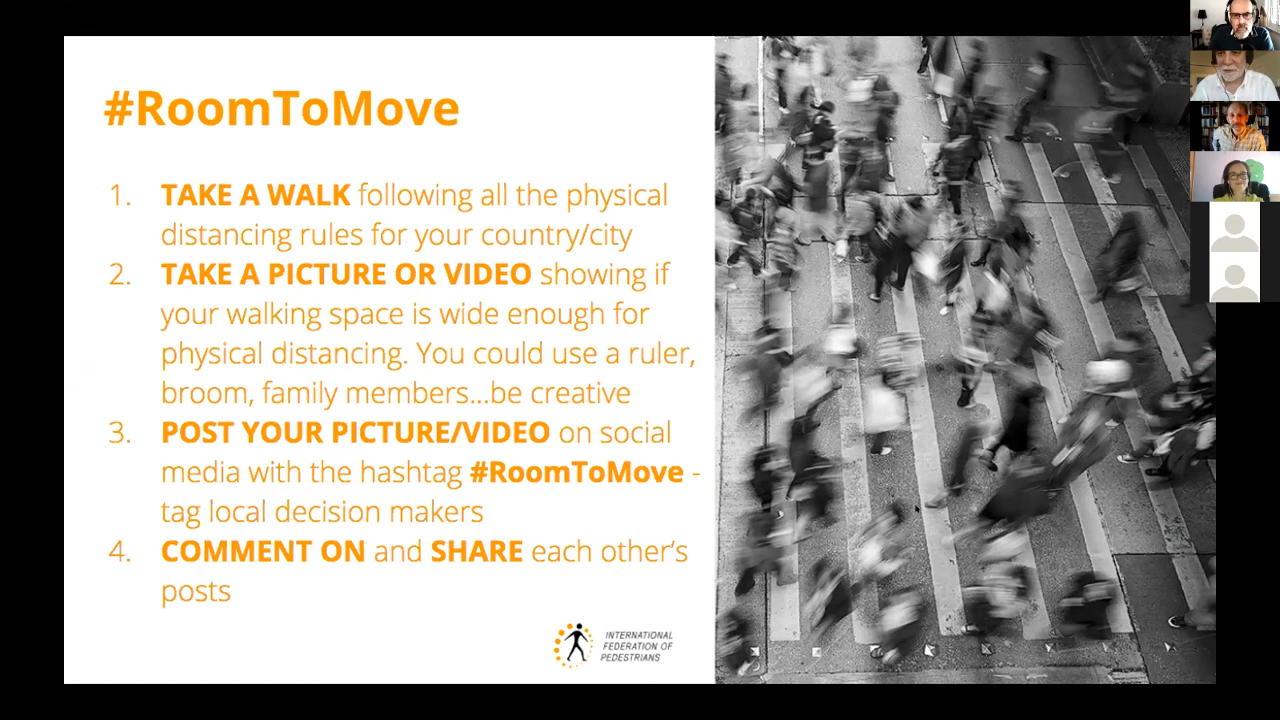 #RoomToMove
1. TAKE A WALK following all the physical
distancing rules for your country/city
2. TAKE A PICTURE OR VIDEO showing if
your walking space is wide enough for
physical distancing. You could use a ruler,
broom, family members...be creative
3. POST YOUR PICTURE/VIDEO on social
media with the hashtag #RoomToMove -
tag local decision makers
4. COMMENT ON and SHARE each other's
posts
INTERNATIONAL
FEDERATION OF
PEDESTRIANS